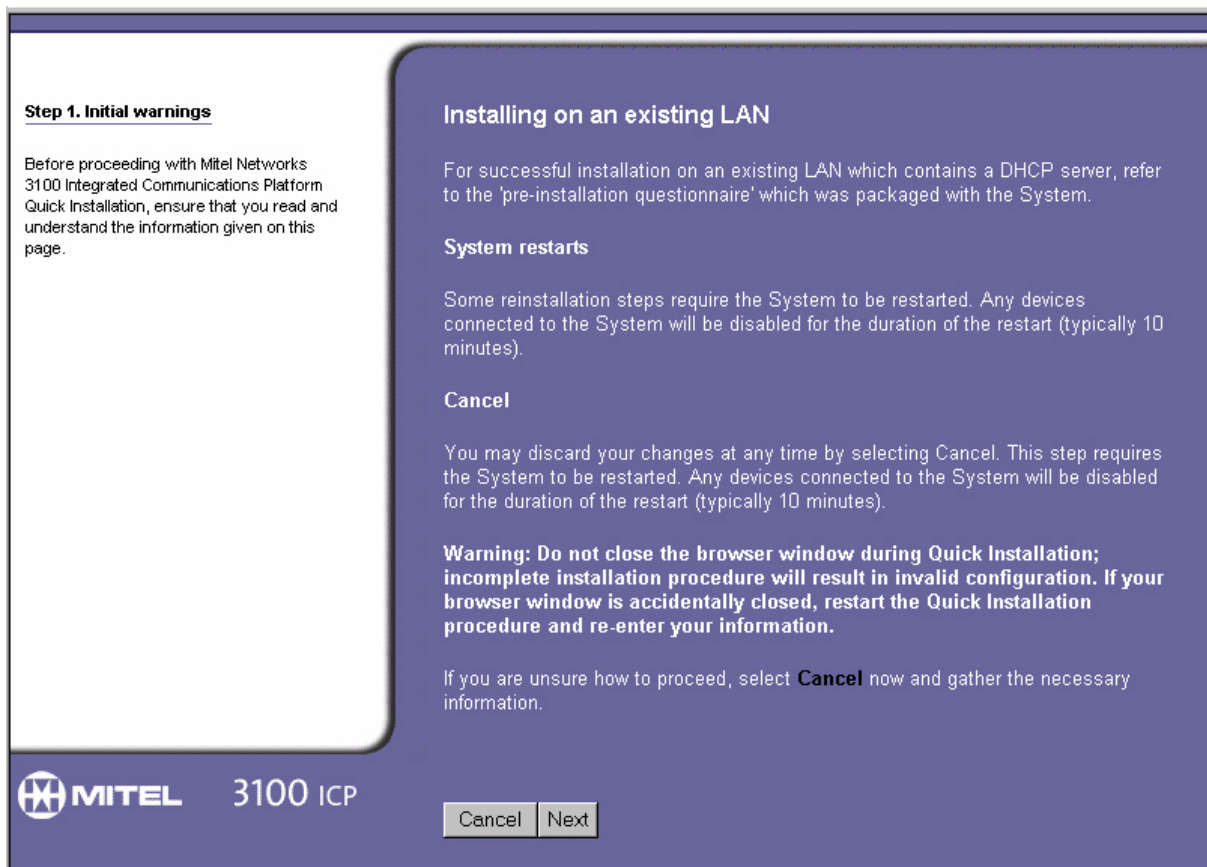 Step 1. Initial warnings
Before proceeding with Mitel Networks
3100 Integrated Communications Platform
Quick Installation, ensure that you read and
understand the information given on this
page.
Installing on an existing LAN
For successful installation on an existing LAN which contains a DHCP server, refer
to the 'pre-installation questionnaire' which was packaged with the System.
System restarts
Some reinstallation steps require the System to be restarted. Any devices
connected to the System will be disabled for the duration of the restart (typically 10
minutes).
Cancel
You may discard your changes at any time by selecting Cancel. This step requires
the System to be restarted. Any devices connected to the System will be disabled
for the duration of the restart (typically 10 minutes).
Warning: Do not close the browser window during Quick Installation;
incomplete installation procedure will result in invalid configuration. If your
browser window is accidentally closed, restart the Quick Installation
procedure and re-enter your information.
If you are unsure how to proceed, select Cancel now and gather the necessary
information.
MITEL 3100 ICP
Cancel Next